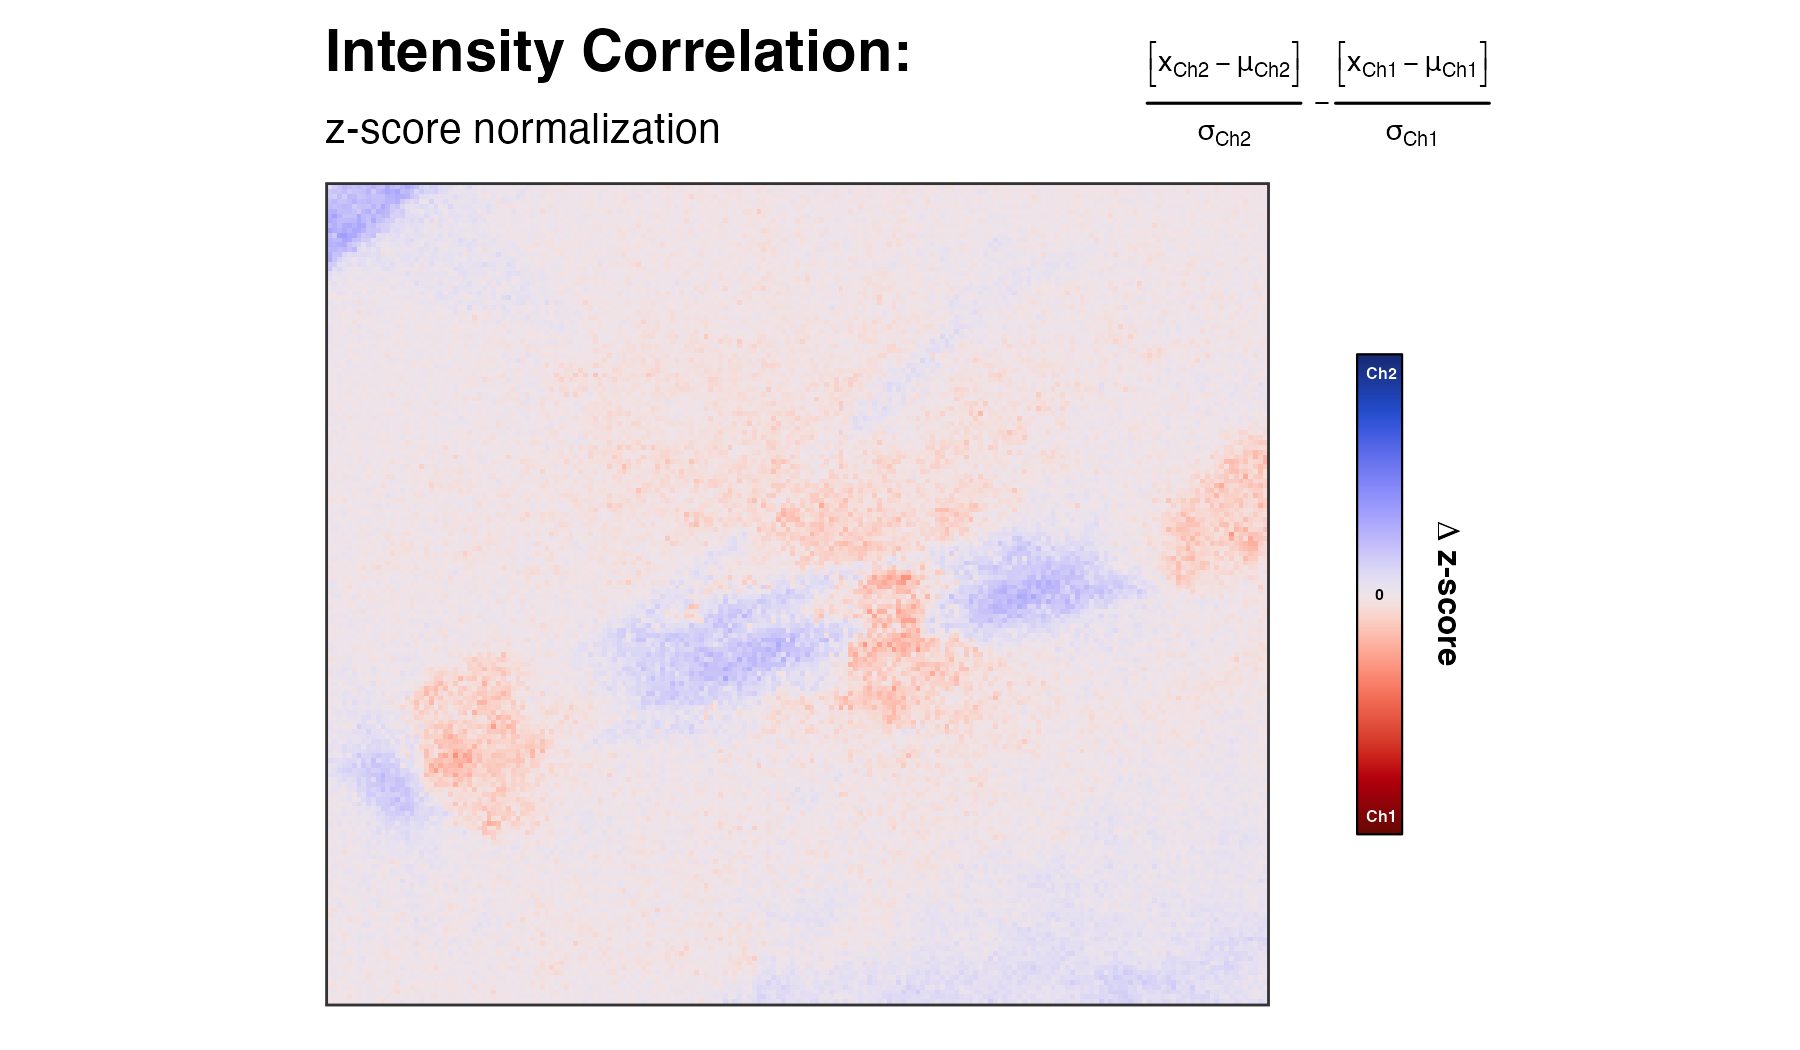 Intensity Correlation:
z-score normalization
[xCh2 – μCh2] [xCh1 – μCh1]
–
σCh2 σCh1
Ch2
0
Ch1
Δ z-score